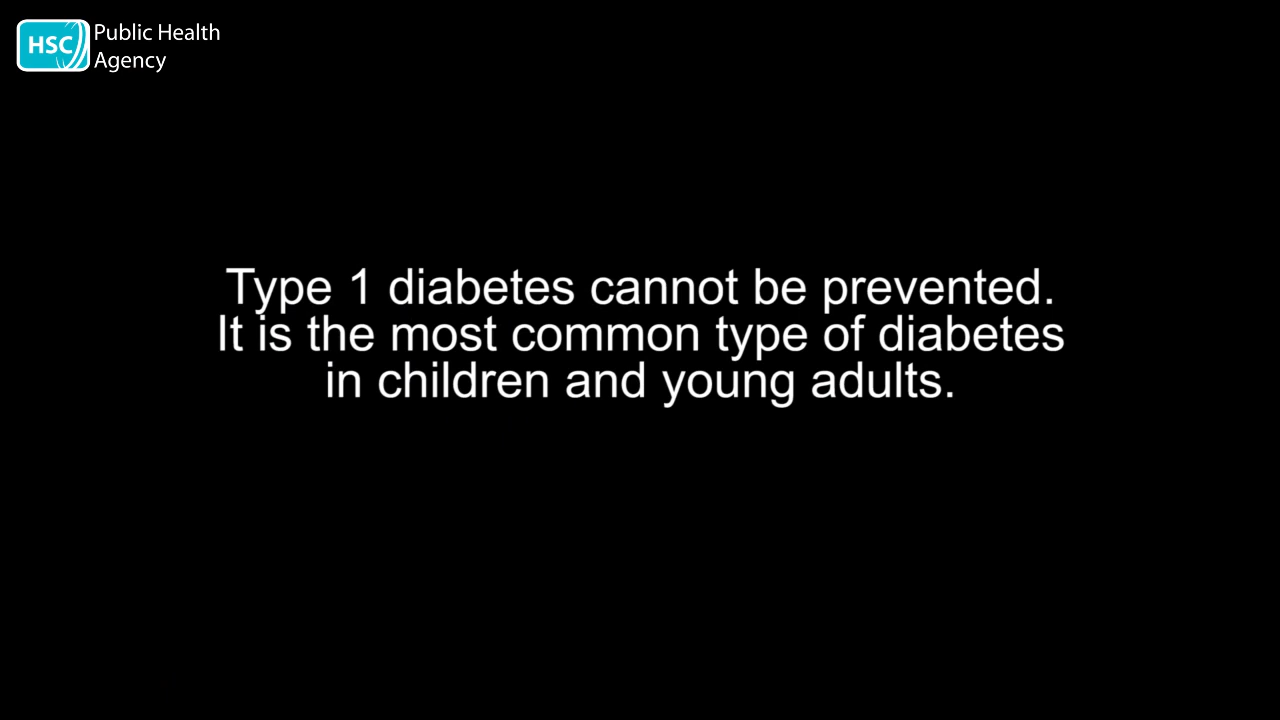 HSC
Public Health
Agency
Type 1 diabetes cannot be prevented.
It is the most common type of diabetes
in children and young adults.